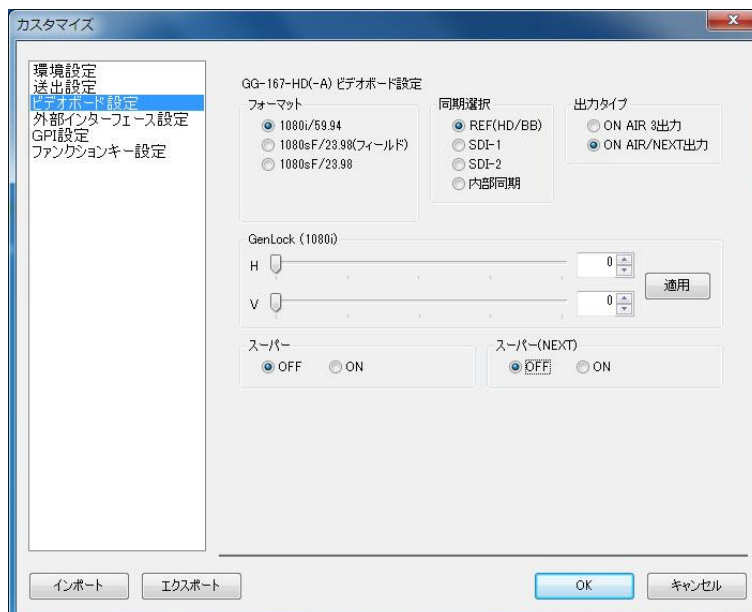 カスタマイズ
環境設定
送出設定
ビデオボード設定
外部インターフェース設定
GPI設定
ファンクションキー設定
GG-167-HD(-A) ビデオボード設定
フォーマット
1080i/59.94
1080sF/23.98(フィールド)
1080sF/23.98
同期選択
REF(HD/BB)
SDI-1
SDI-2
内部同期
出力タイプ
ON AIR 3出力
ON AIR/NEXT出力
GenLock (1080i)
H
0
V
0
適用
スーパー
OFF
ON
スーパー(NEXT)
OFF
ON
インポート
エクスポート
OK
キャンセル